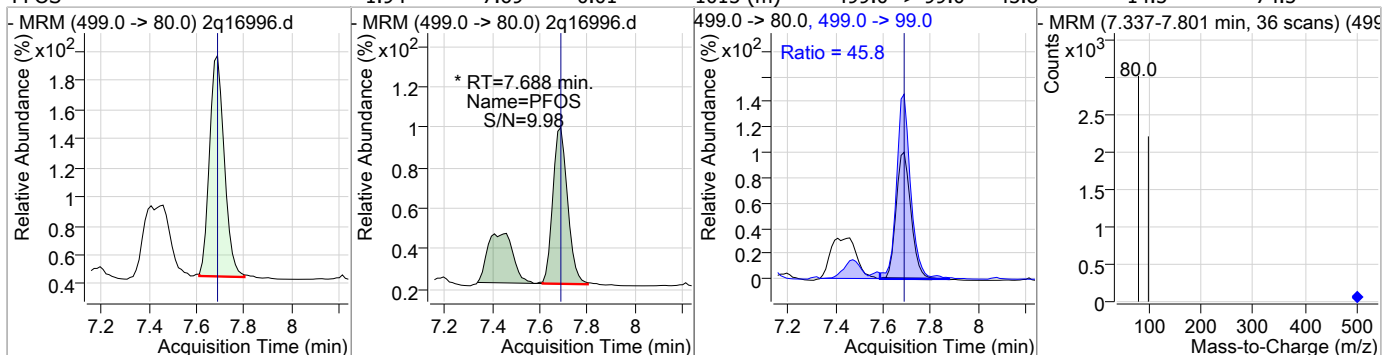 - MRM (499.0 -> 80.0) 2q16996.d
Relative Abundance (%)
x10²
1.8
1.6
1.4
1.2
1
0.8
0.6
0.4
7.2 7.4 7.6 7.8 8
Acquisition Time (min)
- MRM (499.0 -> 80.0) 2q16996.d
Relative Abundance (%)
x10²
* RT=7.688 min.
Name=PFOS
S/N=9.98
1.2
1
0.8
0.6
0.4
0.2
7.2 7.4 7.6 7.8 8
Acquisition Time (min)
499.0 -> 80.0, 499.0 -> 99.0
Relative Abundance (%)
x10²
Ratio = 45.8
1.4
1.2
1
0.8
0.6
0.4
0.2
0
7.2 7.4 7.6 7.8 8
Acquisition Time (min)
- MRM (7.337-7.801 min, 36 scans) (499
Counts
x10³
80.0
2.5
2
1.5
1
0.5
0
100 200 300 400 500
Mass-to-Charge (m/z)